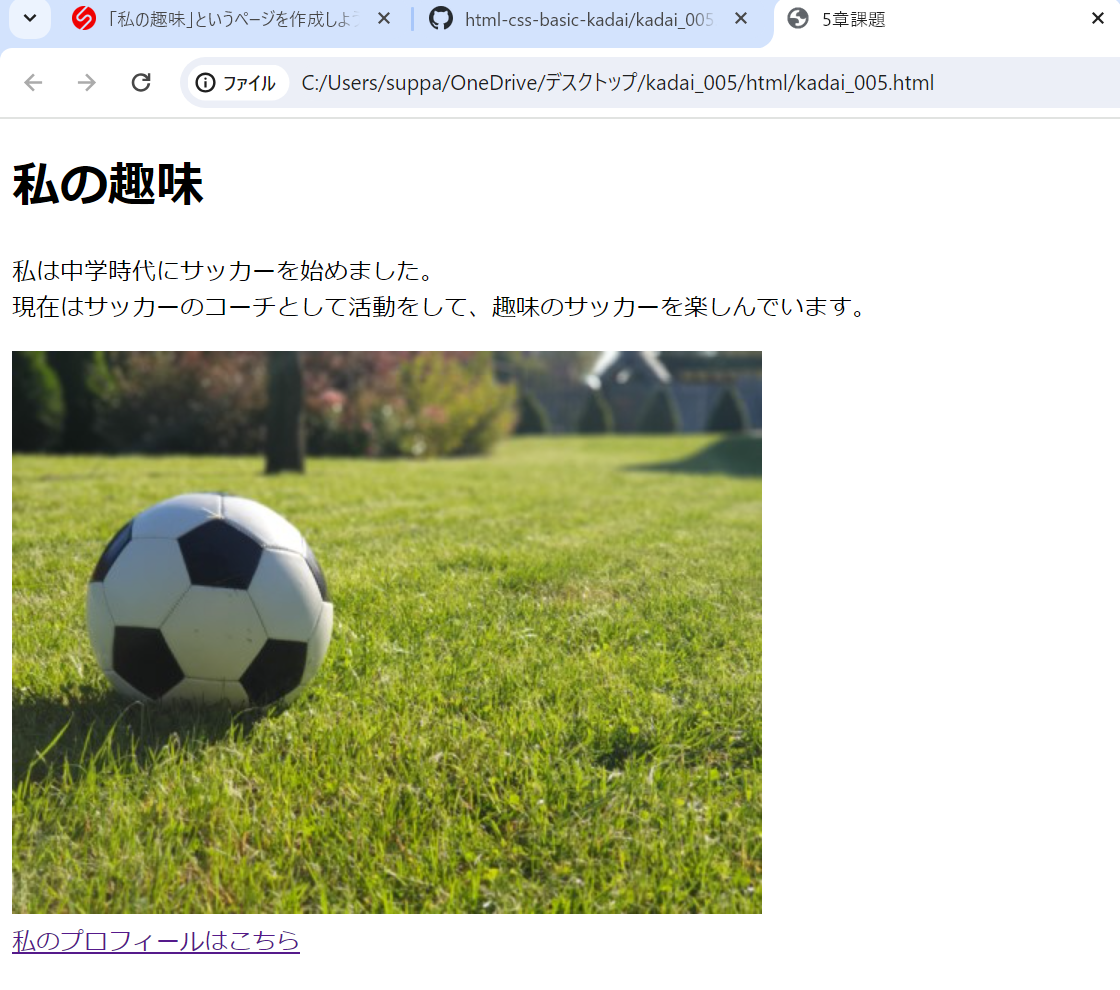 「私の趣味」というページを作成しよう
html-css-basic-kadai/kadai_005
5章課題
ファイル
C:/Users/suppa/OneDrive/デスクトップ/kadai_005/html/kadai_005.html
私の趣味
私は中学時代にサッカーを始めました。
現在はサッカーのコーチとして活動をして、趣味のサッカーを楽しんでいます。
私のプロフィールはこちら